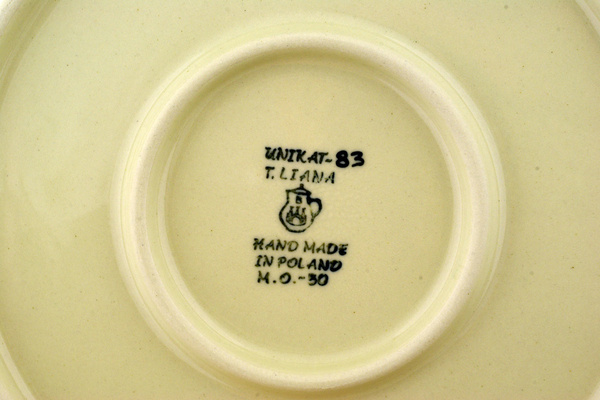 UNIKAT-83
T. LIANA
B
HAND MADE
IN POLAND
M.O.-30